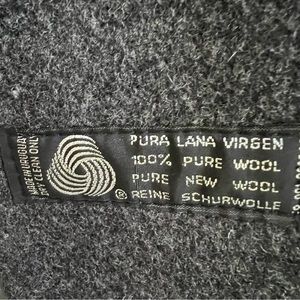 MADE IN URUGUAY
DRY CLEAN ONLY
®
PURA LANA VIRGEN
100% PURE WOOL
PURE NEW WOOL
REINE SCHURWOLLE